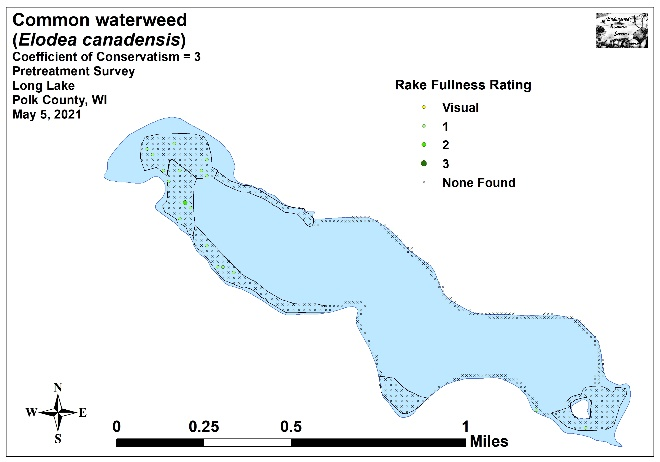 Common waterweed
(Elodea canadensis)
Coefficient of Conservatism = 3
Pretreatment Survey
Long Lake
Polk County, WI
May 5, 2021
Rake Fullness Rating
Visual
1
2
3
None Found
N
W E
S
0 0.25 0.5 1
Miles